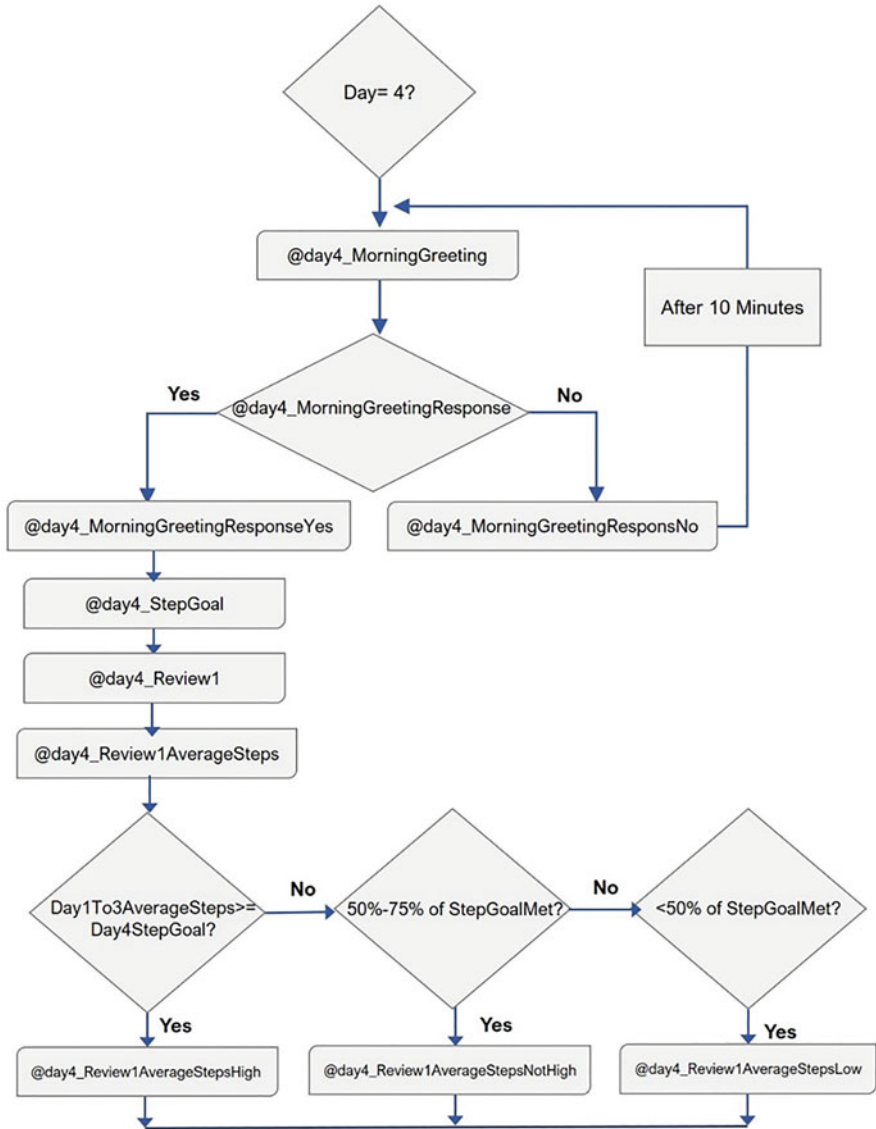 Day= 4?
@day4_MorningGreeting
After 10 Minutes
Yes
@day4_MorningGreetingResponse
No
@day4_MorningGreetingResponseYes
@day4_MorningGreetingResponsNo
@day4_StepGoal
@day4_Review1
@day4_Review1AverageSteps
Day1To3AverageSteps>=
Day4StepGoal?
No
50%-75% of StepGoalMet?
No
<50% of StepGoalMet?
Yes
Yes
Yes
@day4_Review1AverageStepsHigh
@day4_Review1AverageStepsNotHigh
@day4_Review1AverageStepsLow